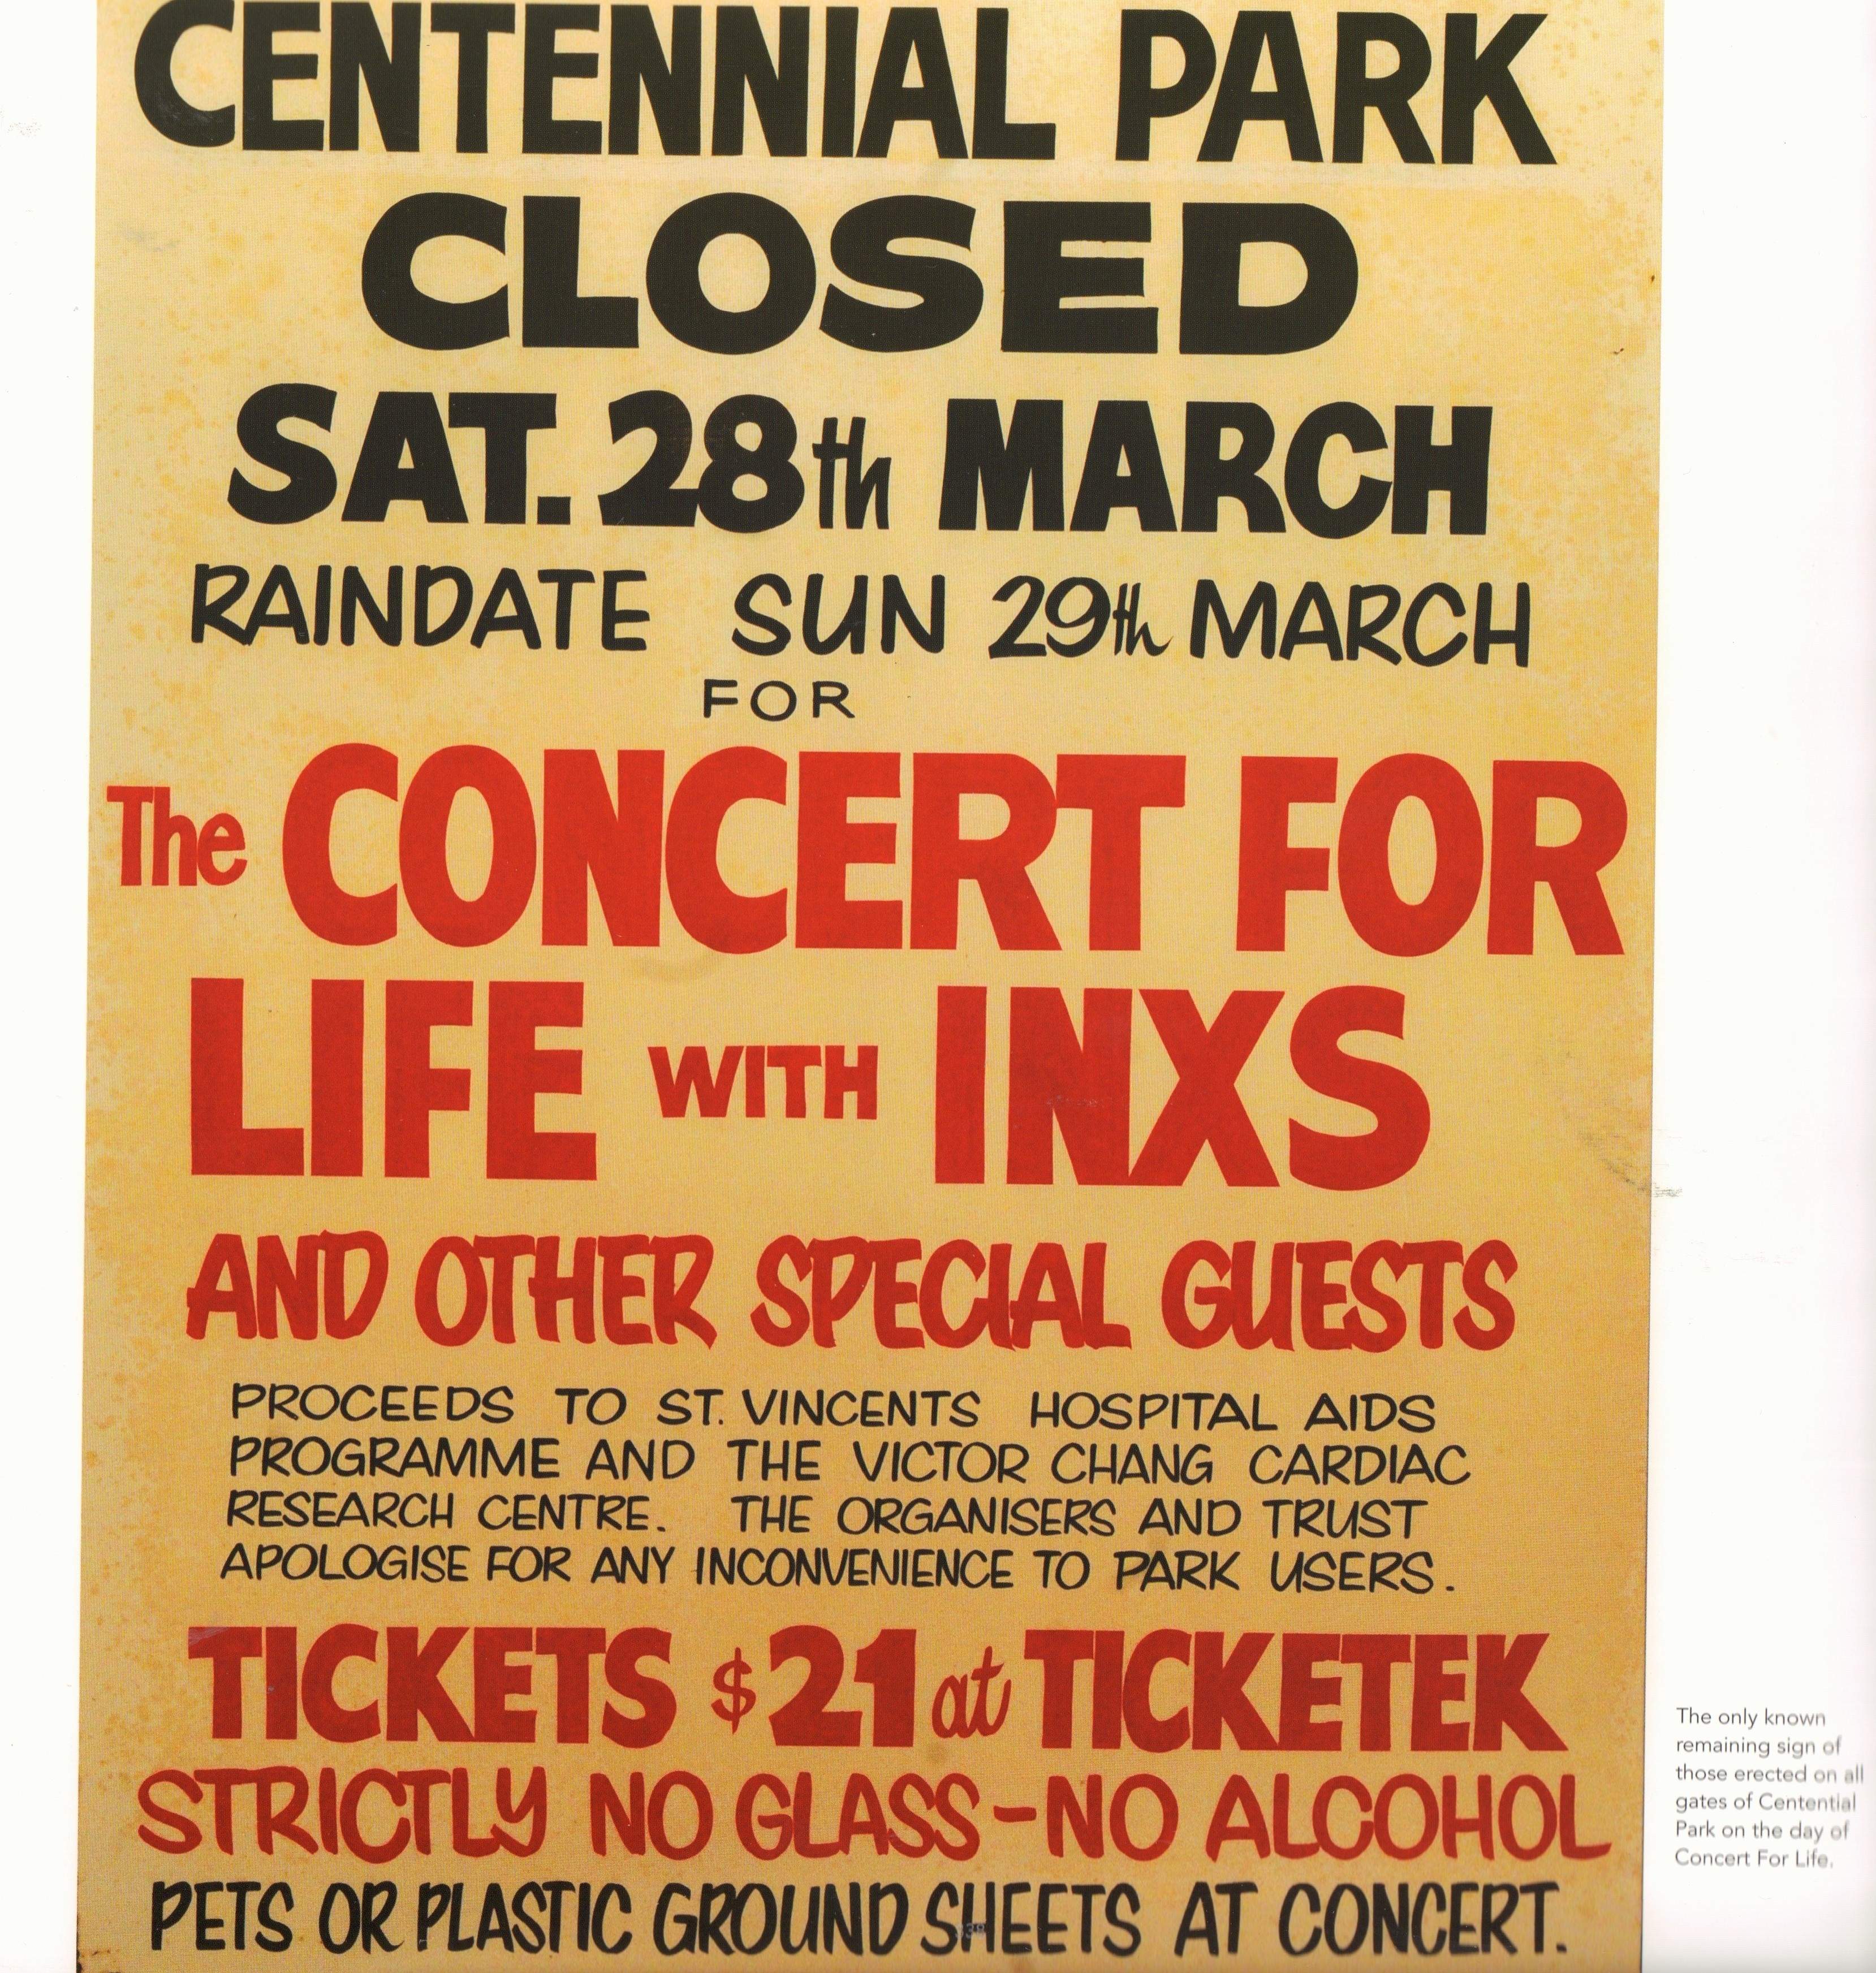 CENTENNIAL PARK
CLOSED
SAT. 28th MARCH
RAINDATE SUN 29th MARCH
FOR
The CONCERT FOR
LIFE WITH INXS
AND OTHER SPECIAL GUESTS
PROCEEDS TO ST. VINCENTS HOSPITAL AIDS
PROGRAMME AND THE VICTOR CHANG CARDIAC
RESEARCH CENTRE. THE ORGANISERS AND TRUST
APOLOGISE FOR ANY INCONVENIENCE TO PARK USERS.
TICKETS $21 at TICKETEK
STRICTLY NO GLASS-NO ALCOHOL
PETS OR PLASTIC GROUND SHEETS AT CONCERT.
The only known
remaining sign of
those erected on all
gates of Centential
Park on the day of
Concert For Life.